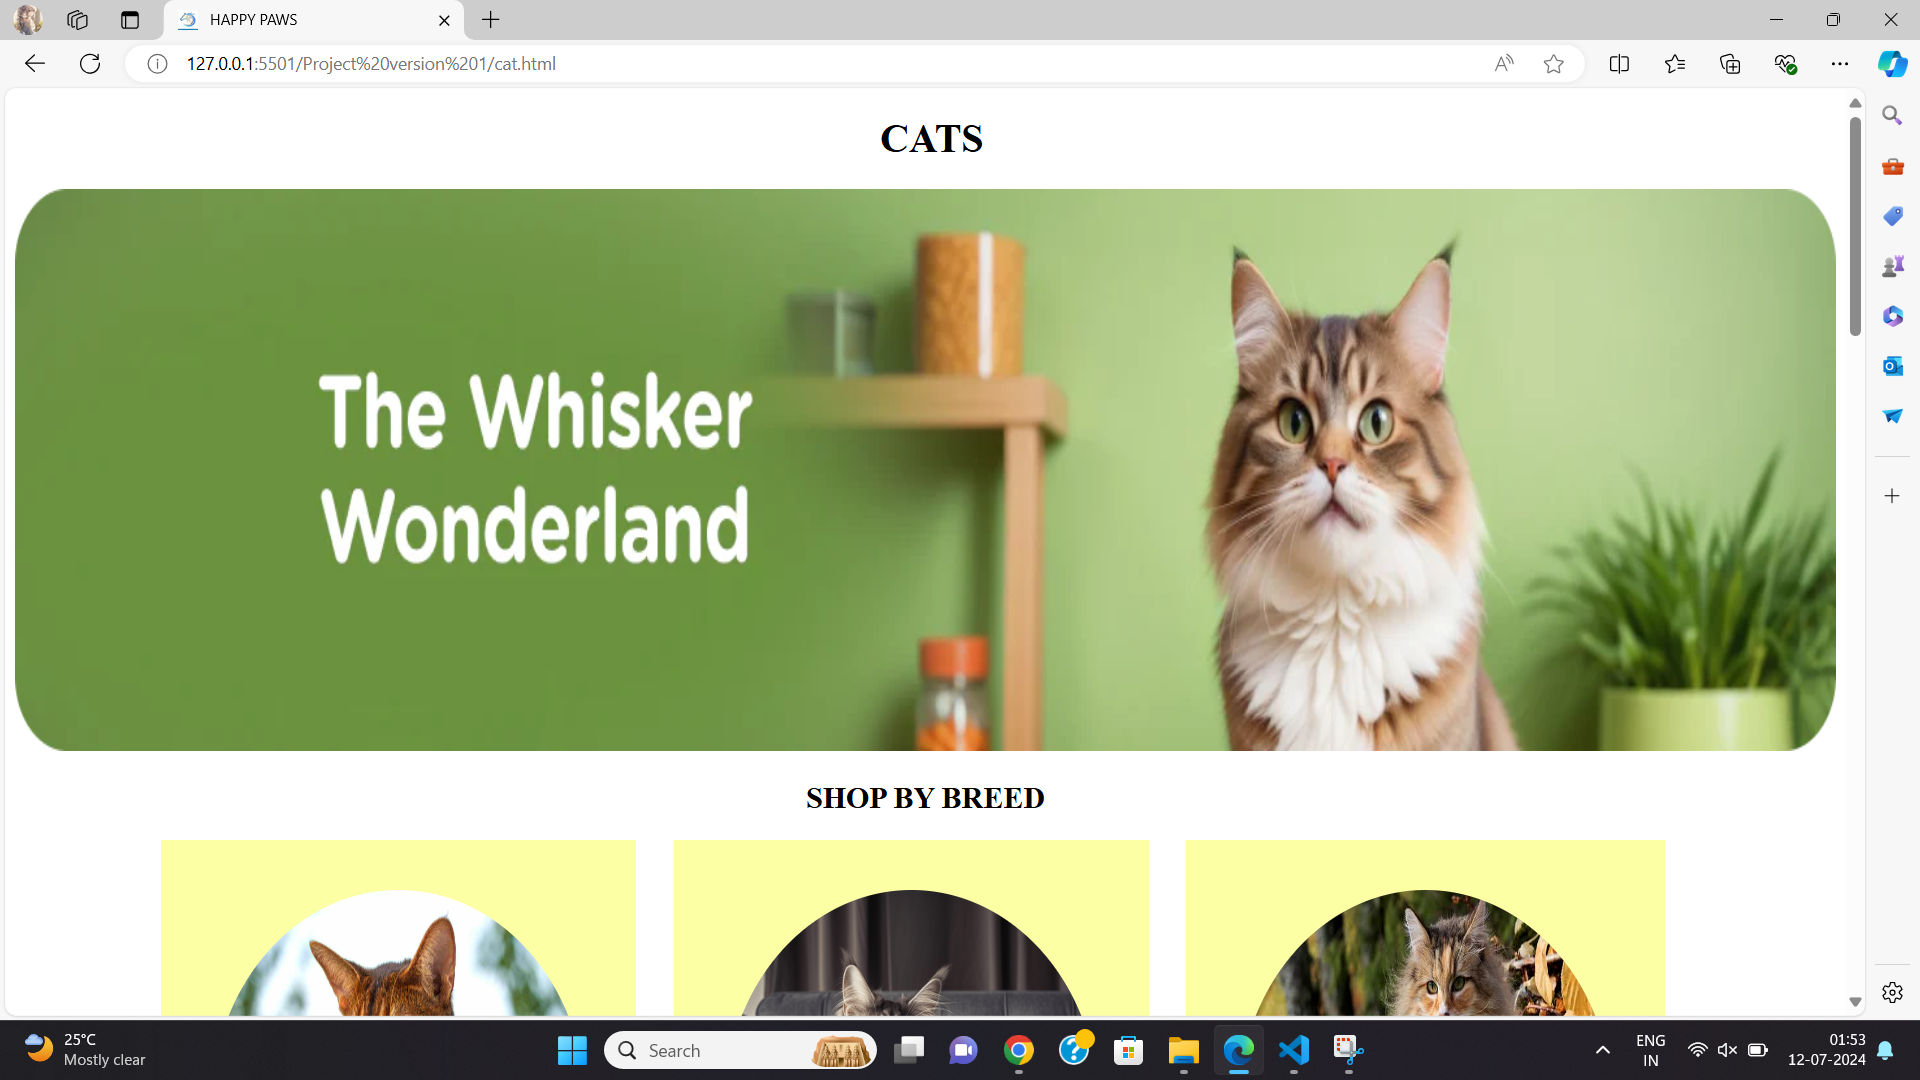 HAPPY PAWS
127.0.0.1:5501/Project%20version%201/cat.html
CATS
The Whisker
Wonderland
SHOP BY BREED
25°C
Mostly clear
Search
ENG
IN
01:53
12-07-2024